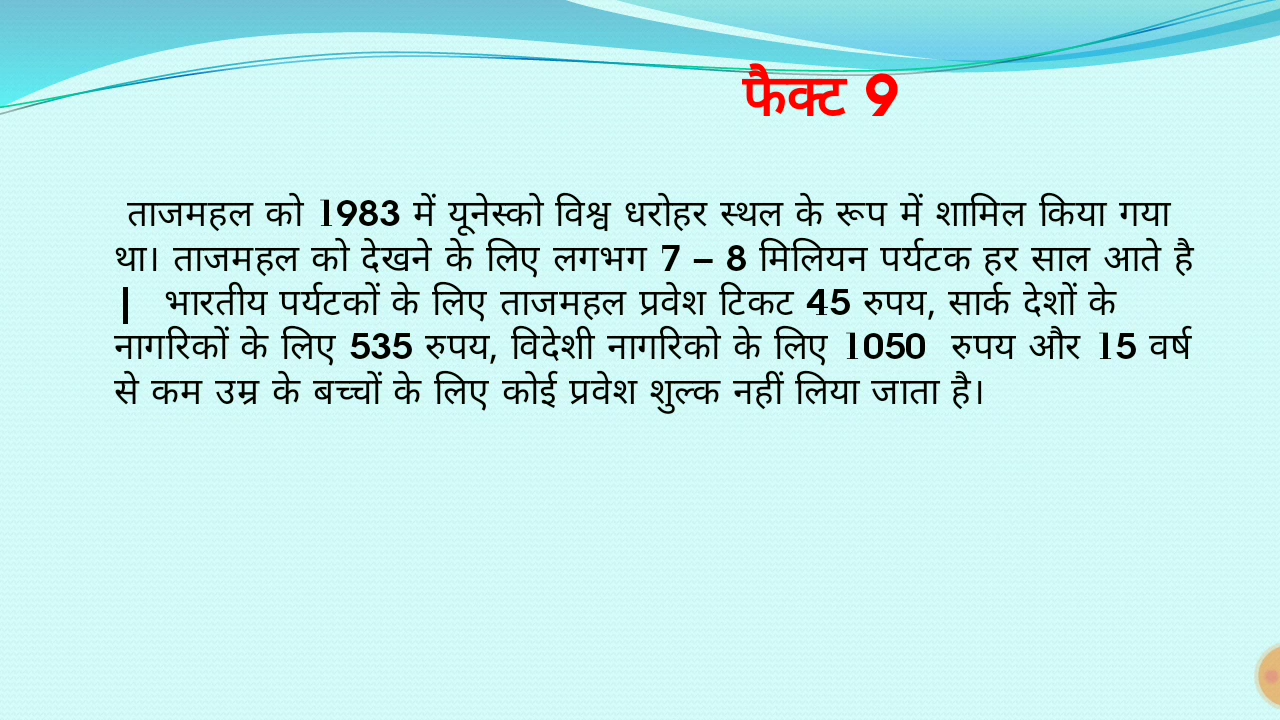 फैक्ट 9
ताजमहल को 1983 में यूनेस्को विश्व धरोहर स्थल के रूप में शामिल किया गया
था। ताजमहल को देखने के लिए लगभग 7 – 8 मिलियन पर्यटक हर साल आते है
| भारतीय पर्यटकों के लिए ताजमहल प्रवेश टिकट 45 रुपय, सार्क देशों के
नागरिकों के लिए 535 रुपय, विदेशी नागरिको के लिए 1050 रुपय और 15 वर्ष
से कम उम्र के बच्चों के लिए कोई प्रवेश शुल्क नहीं लिया जाता है।